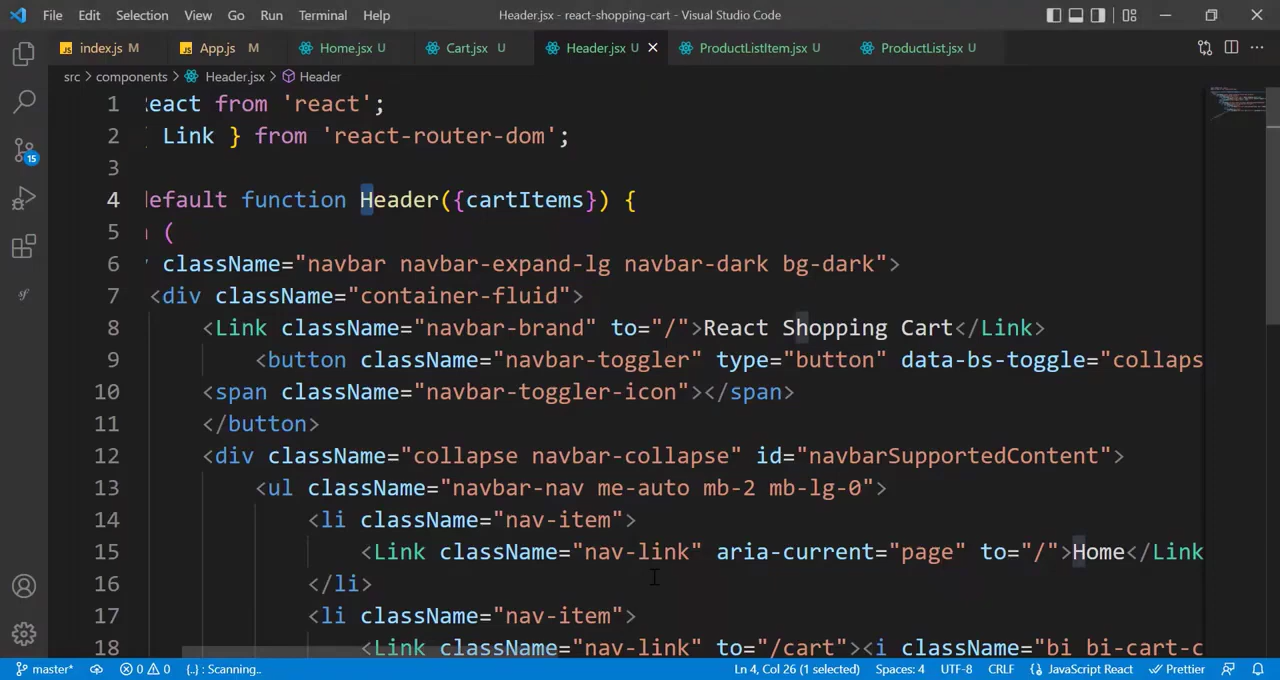 File Edit Selection View Go Run Terminal Help Header.jsx - react-shopping-cart - Visual Studio Code
index.js M App.js M Home.jsx U Cart.jsx U Header.jsx U ProductListItem.jsx U ProductList.jsx U
src > components > Header.jsx > Header
1 React from 'react';
2 Link } from 'react-router-dom';
3
4 default function Header({cartItems}) {
5 (
6 className="navbar navbar-expand-lg navbar-dark bg-dark">
7 <div className="container-fluid">
8 <Link className="navbar-brand" to="/">React Shopping Cart</Link>
9 <button className="navbar-toggler" type="button" data-bs-toggle="collaps
10 <span className="navbar-toggler-icon"></span>
11 </button>
12 <div className="collapse navbar-collapse" id="navbarSupportedContent">
13 <ul className="navbar-nav me-auto mb-2 mb-lg-0">
14 <li className="nav-item">
15 <Link className="nav-link" aria-current="page" to="/">Home</Link
16 </li>
17 <li className="nav-item">
18 <Link className="nav-link" to="/cart"><i className="bi bi-cart-c
15
master* 0 0 {..} : Scanning.. Ln 4, Col 26 (1 selected) Spaces: 4 UTF-8 CRLF {} JavaScript React Prettier